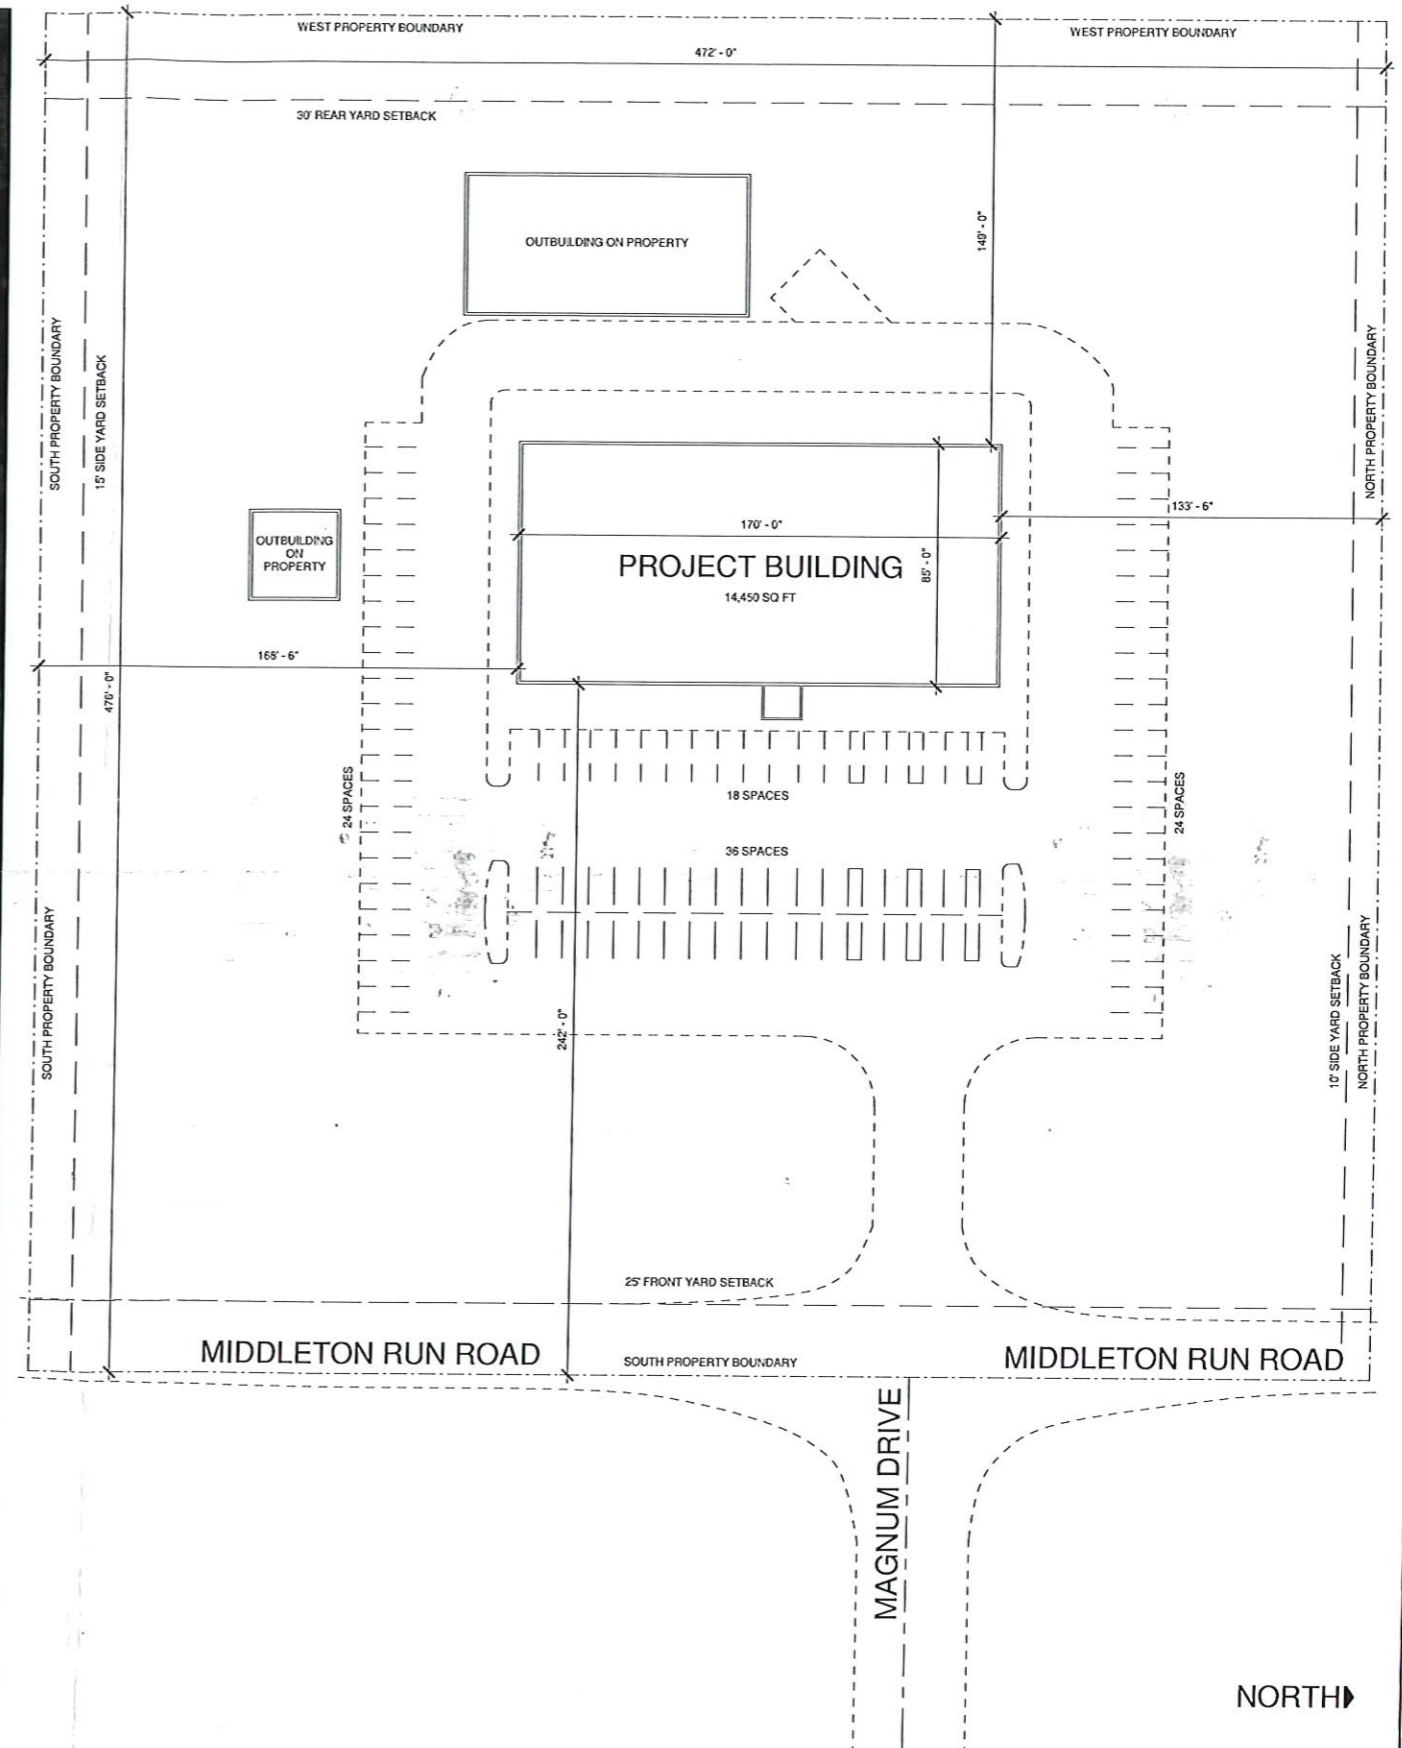 WEST PROPERTY BOUNDARY
WEST PROPERTY BOUNDARY
472' - 0"
30' REAR YARD SETBACK
OUTBUILDING ON PROPERTY
149' - 0"
SOUTH PROPERTY BOUNDARY
15' SIDE YARD SETBACK
NORTH PROPERTY BOUNDARY
133' - 6"
170' - 0"
OUTBUILDING
ON
PROPERTY
PROJECT BUILDING
85' - 0"
14,450 SQ FT
168' - 6"
476' - 0"
24 SPACES
18 SPACES
24 SPACES
36 SPACES
SOUTH PROPERTY BOUNDARY
242' - 0"
10' SIDE YARD SETBACK
NORTH PROPERTY BOUNDARY
25' FRONT YARD SETBACK
MIDDLETON RUN ROAD
SOUTH PROPERTY BOUNDARY
MIDDLETON RUN ROAD
MAGNUM DRIVE
NORTH